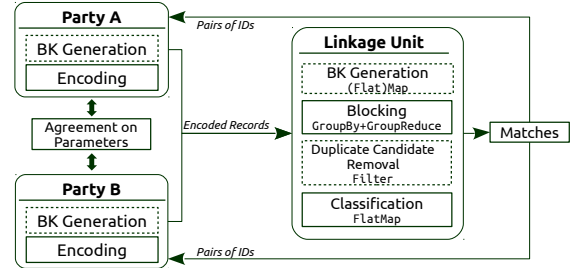 Party A
BK Generation
Encoding
Agreement on
Parameters
Party B
BK Generation
Encoding
Pairs of IDs
Encoded Records
Pairs of IDs
Linkage Unit
BK Generation
(Flat)Map
Blocking
GroupBy+GroupReduce
Duplicate Candidate
Removal
Filter
Classification
FlatMap
Matches